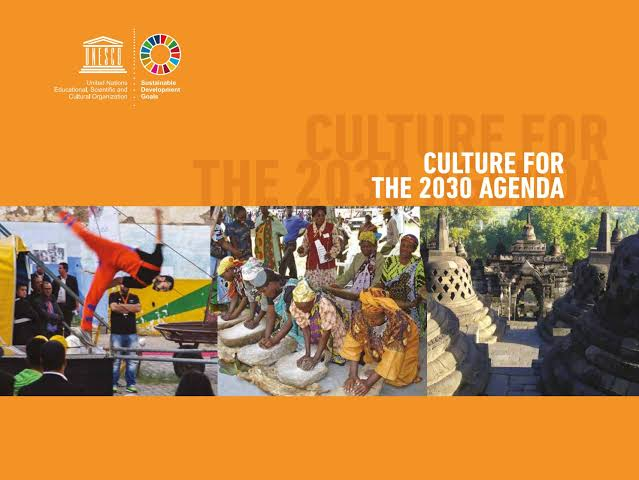 UNESCO
United Nations
Educational, Scientific and
Cultural Organization
Sustainable
Development
Goals
CULTURE FOR
THE 2030 AGENDA
CULTURE FOR
THE 2030 AGENDA